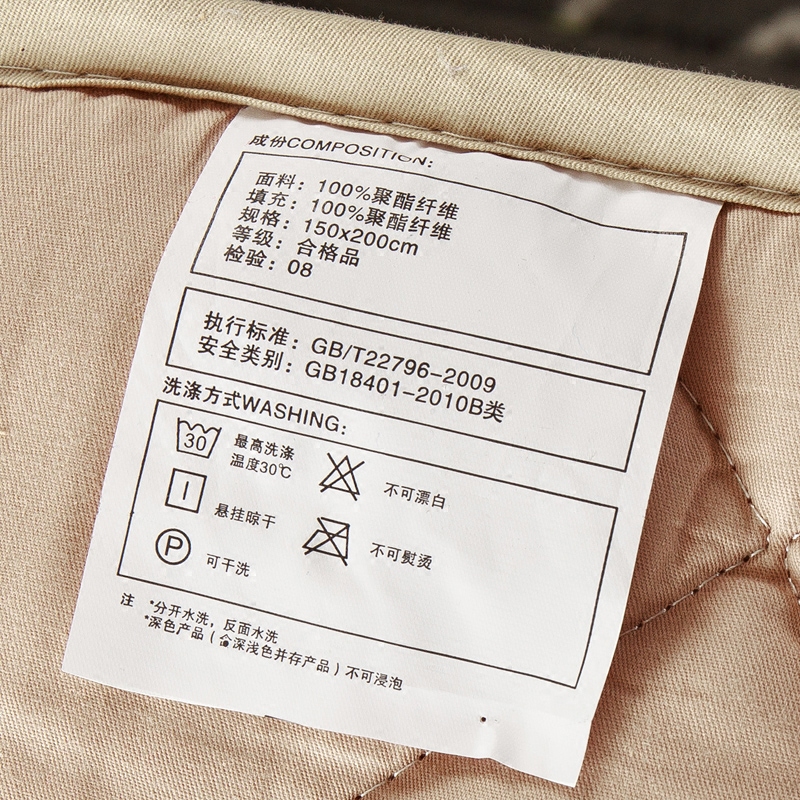 成份COMPOSITION:
面料：100%聚酯纤维
填充：100%聚酯纤维
规格：150x200cm
等级：合格品
检验：08
执行标准：GB/T22796-2009
安全类别：GB18401-2010B类
洗涤方式WASHING:
30 最高洗涤温度30℃
不可漂白
悬挂晾干
不可熨烫
P 可干洗
注 *分开水洗，反面水洗
*深色产品（含深浅色并存产品）不可浸泡